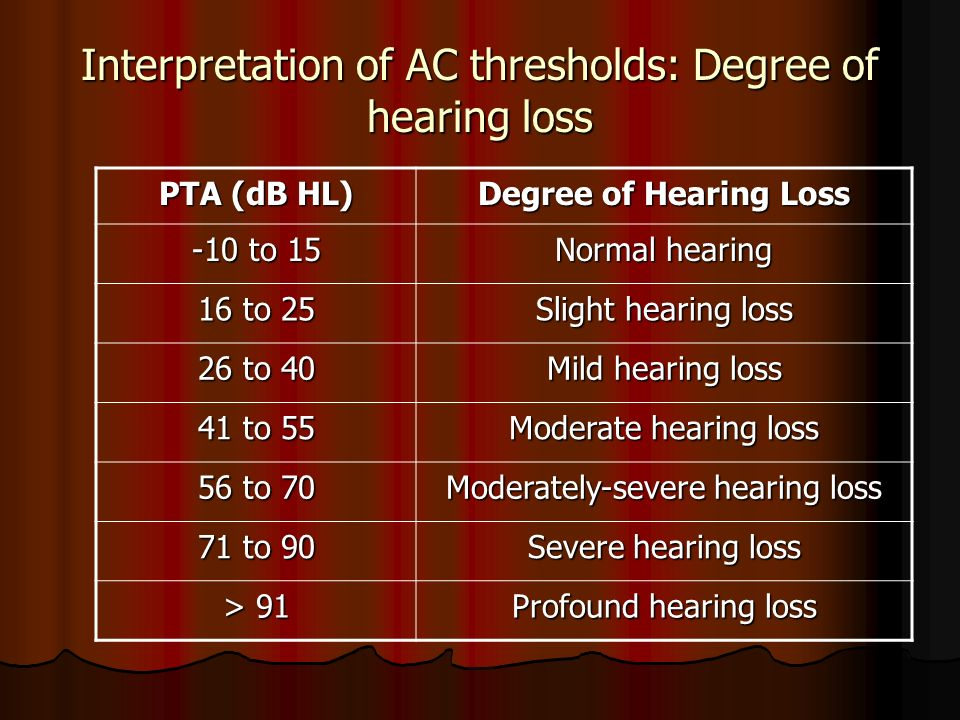 Interpretation of AC thresholds: Degree of
hearing loss
PTA (dB HL) Degree of Hearing Loss
-10 to 15 Normal hearing
16 to 25 Slight hearing loss
26 to 40 Mild hearing loss
41 to 55 Moderate hearing loss
56 to 70 Moderately-severe hearing loss
71 to 90 Severe hearing loss
> 91 Profound hearing loss